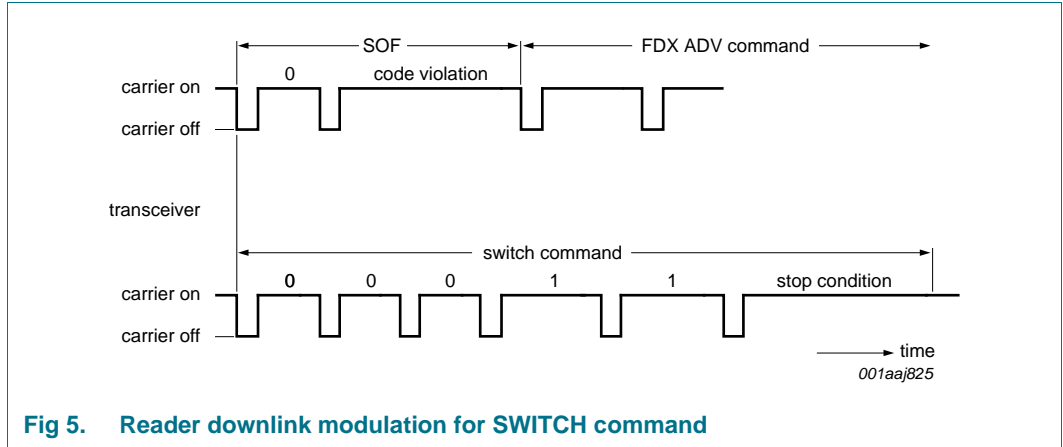 SOF FDX ADV command
0 code violation
carrier on
carrier off
transceiver
switch command
0 0 0 1 1 stop condition
carrier on
carrier off
time
001aaj825
Fig 5. Reader downlink modulation for SWITCH command